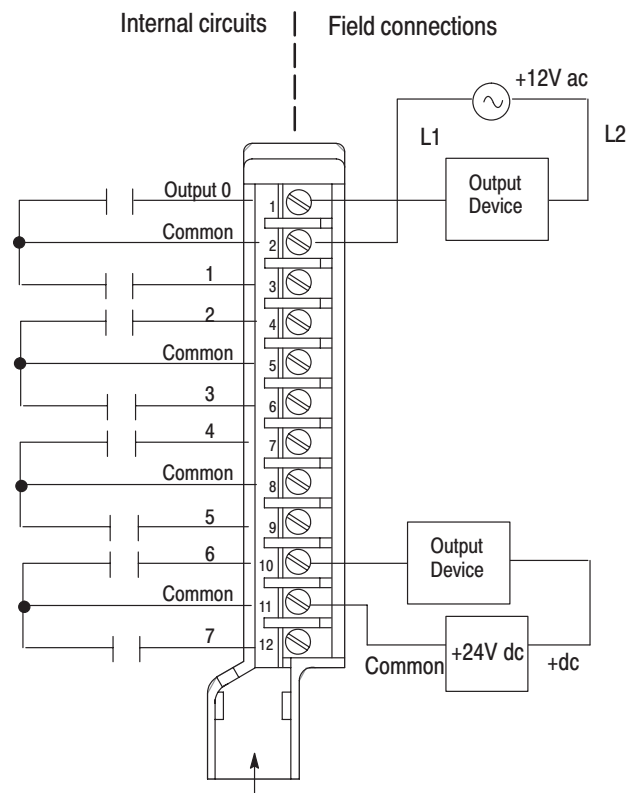 Internal circuits
Field connections
+12V ac
L1
L2
Output 0
1
Output
Device
Common
2
1
3
2
4
Common
5
3
6
4
7
Common
8
5
9
6
10
Output
Device
Common
11
7
12
Common
+24V dc
+dc